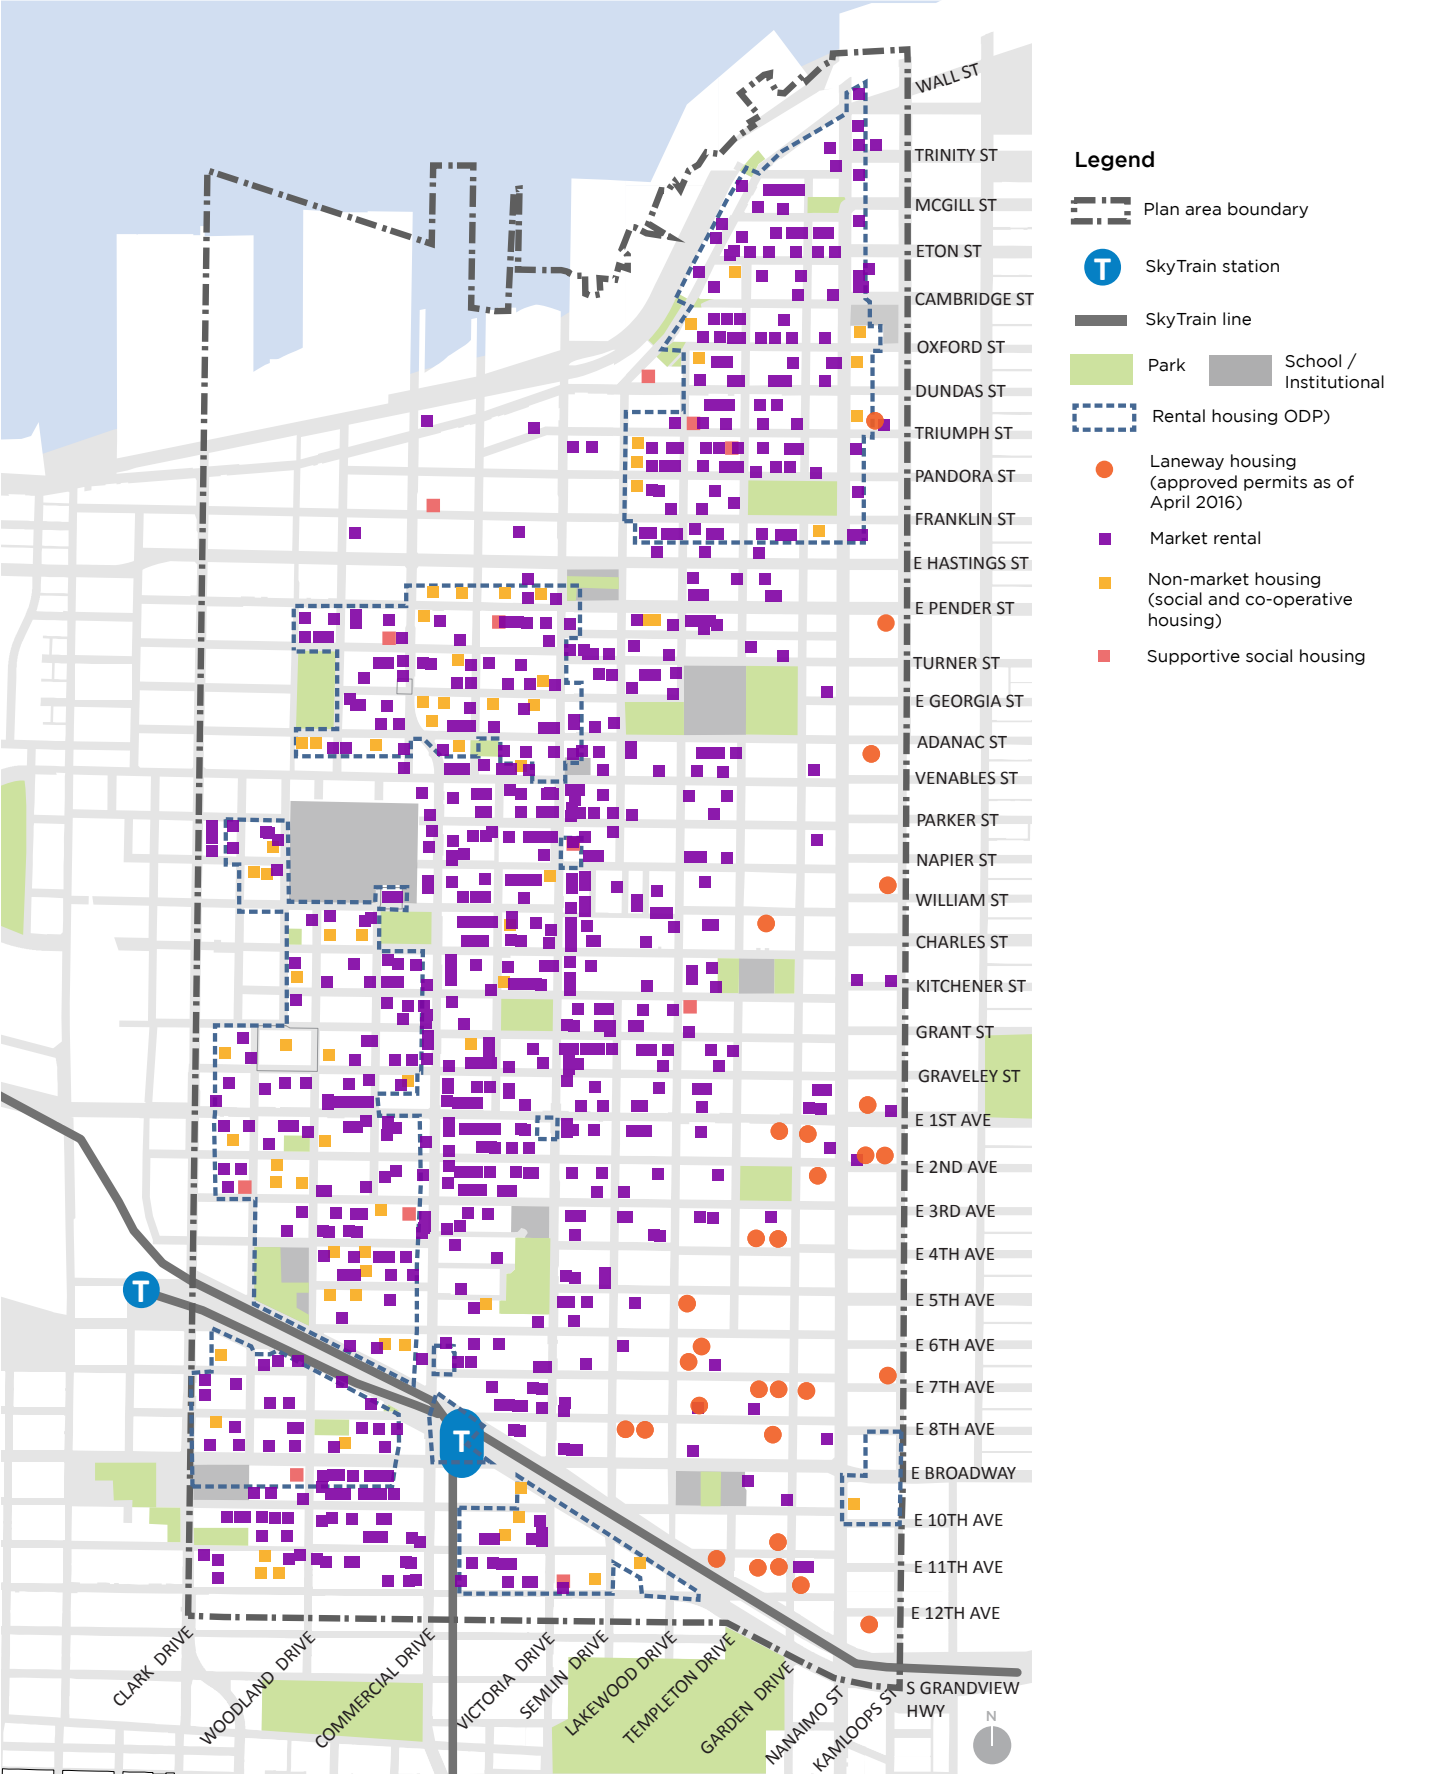 WALL ST
TRINITY ST
MCGILL ST
ETON ST
CAMBRIDGE ST
OXFORD ST
DUNDAS ST
TRIUMPH ST
PANDORA ST
FRANKLIN ST
E HASTINGS ST
E PENDER ST
TURNER ST
E GEORGIA ST
ADANAC ST
VENABLES ST
PARKER ST
NAPIER ST
WILLIAM ST
CHARLES ST
KITCHENER ST
GRANT ST
GRAVELEY ST
E 1ST AVE
E 2ND AVE
E 3RD AVE
E 4TH AVE
E 5TH AVE
E 6TH AVE
E 7TH AVE
E 8TH AVE
E BROADWAY
E 10TH AVE
E 11TH AVE
E 12TH AVE
S GRANDVIEW
HWY
CLARK DRIVE
WOODLAND DRIVE
COMMERCIAL DRIVE
VICTORIA DRIVE
SEMLIN DRIVE
LAKEWOOD DRIVE
TEMPLETON DRIVE
GARDEN DRIVE
NANAIMO ST
KAMLOOPS ST
T
T
N
Legend
Plan area boundary
T
SkyTrain station
SkyTrain line
Park
School /
Institutional
Rental housing ODP)
Laneway housing
(approved permits as of
April 2016)
Market rental
Non-market housing
(social and co-operative
housing)
Supportive social housing